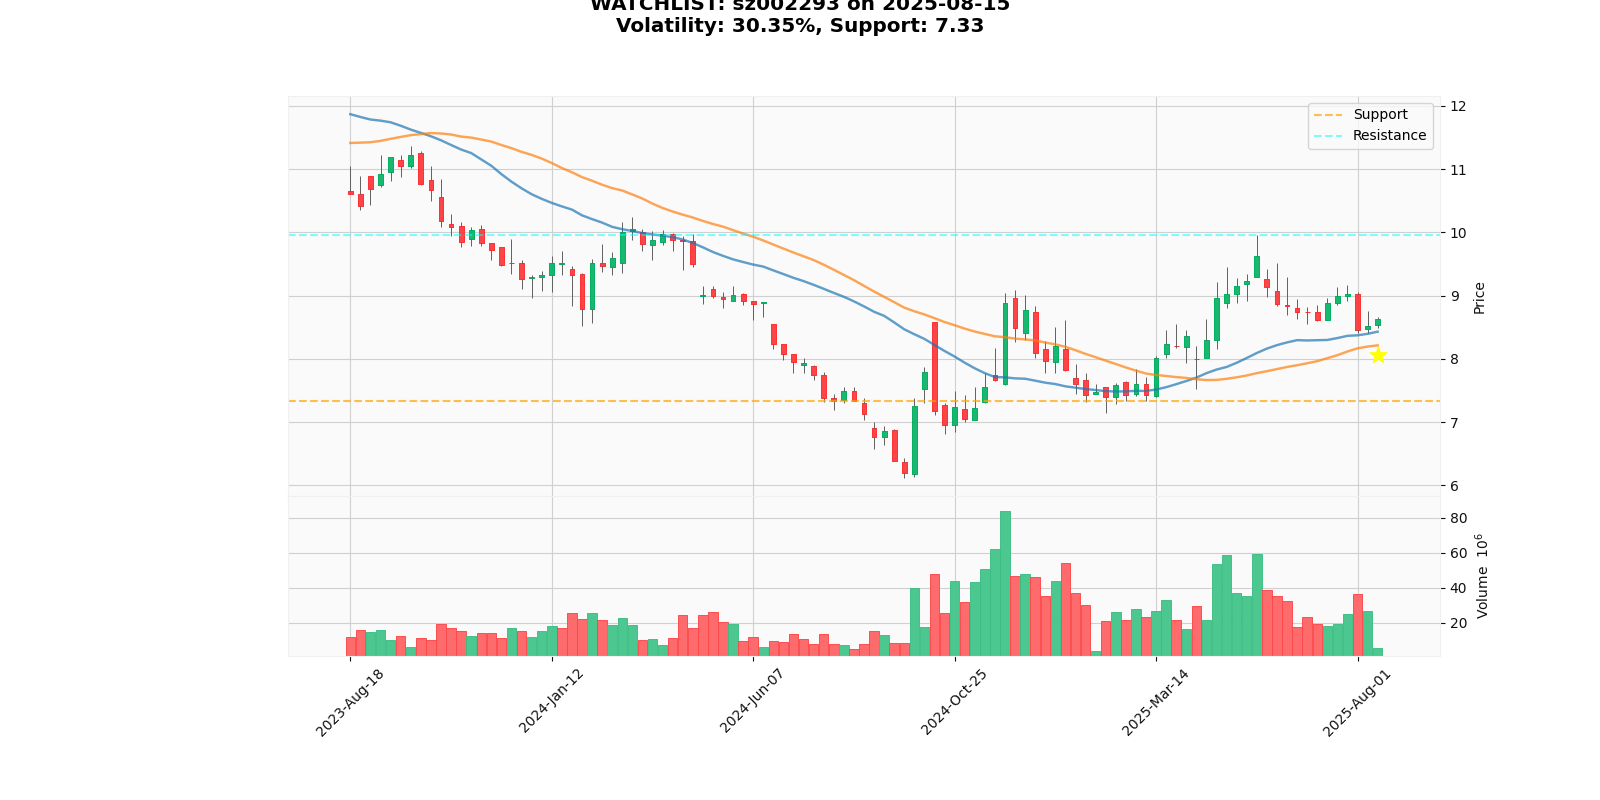 WATCHLIST: sz002293 on 2025-08-15
Volatility: 30.35%, Support: 7.33
Support
Resistance
12
11
10
9
8
7
6
Price
80
60
40
20
Volume 10^6
2023-Aug-18
2024-Jan-12
2024-Jun-07
2024-Oct-25
2025-Mar-14
2025-Aug-01